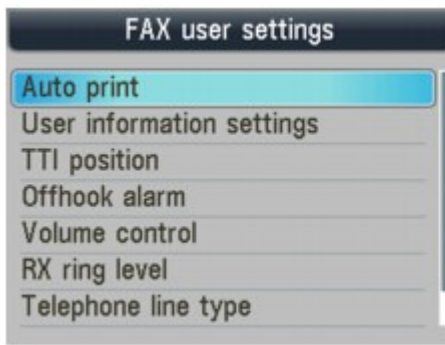 FAX user settings
Auto print
User information settings
TTI position
Offhook alarm
Volume control
RX ring level
Telephone line type